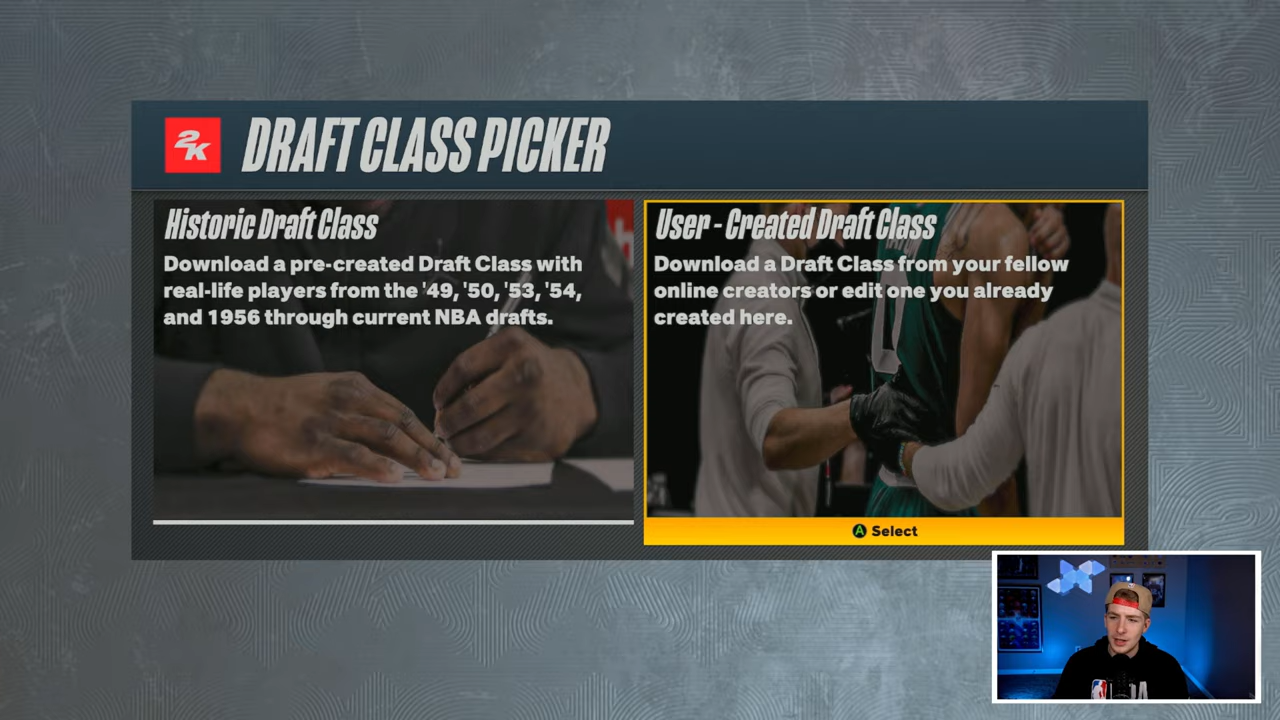 2K
DRAFT CLASS PICKER
Historic Draft Class
Download a pre-created Draft Class with
real-life players from the '49, '50, '53, '54,
and 1956 through current NBA drafts.
User - Created Draft Class
Download a Draft Class from your fellow
online creators or edit one you already
created here.
A Select